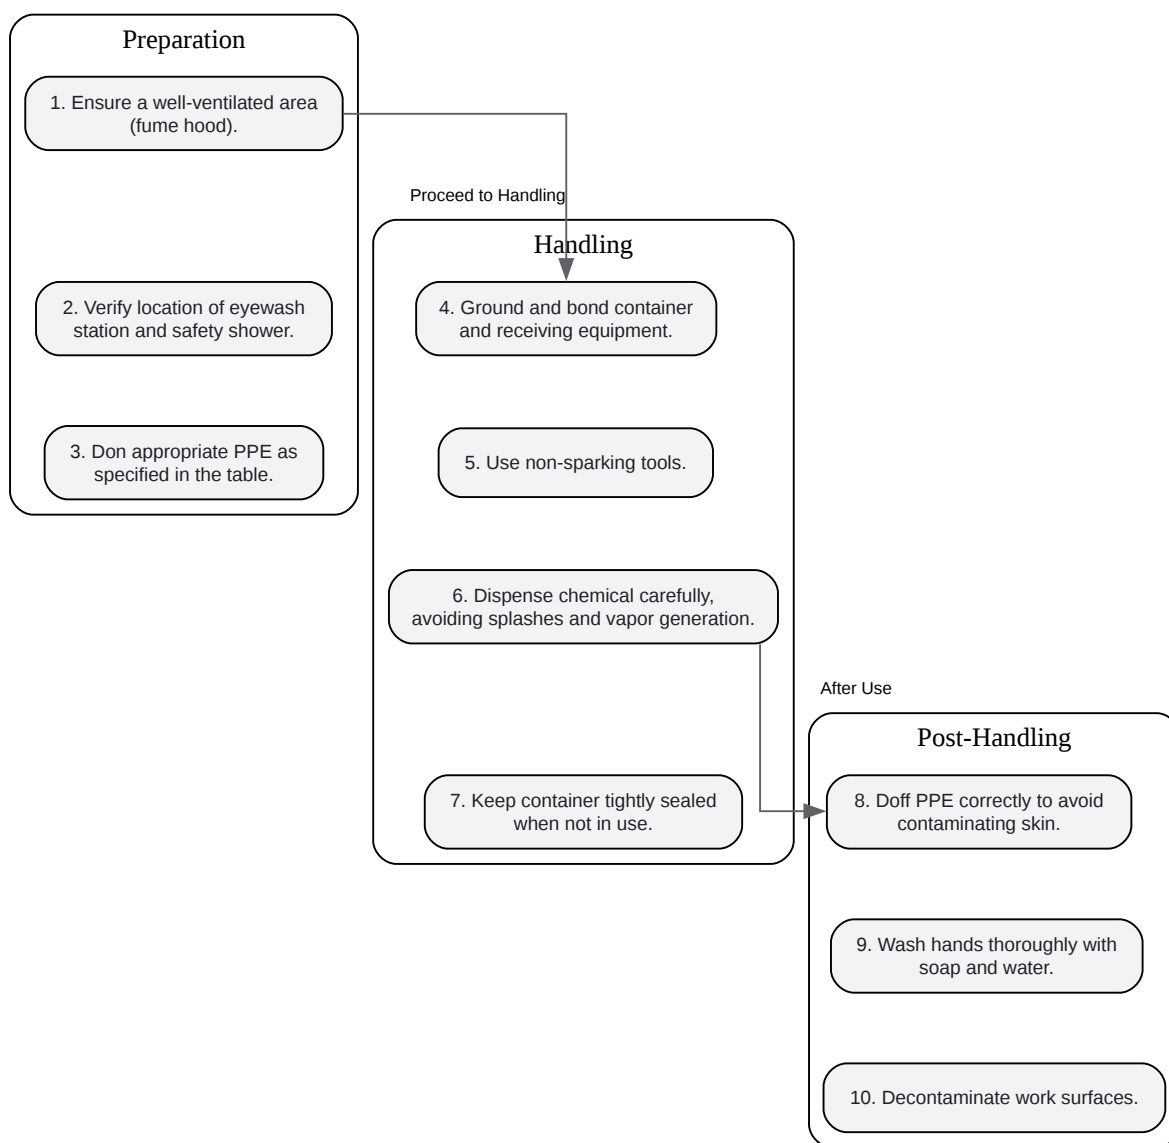 Preparation
1. Ensure a well-ventilated area
(fume hood).
Proceed to Handling
Handling
2. Verify location of eyewash
station and safety shower.
4. Ground and bond container
and receiving equipment.
3. Don appropriate PPE as
specified in the table.
5. Use non-sparking tools.
6. Dispense chemical carefully,
avoiding splashes and vapor generation.
After Use
Post-Handling
7. Keep container tightly sealed
when not in use.
8. Doff PPE correctly to avoid
contaminating skin.
9. Wash hands thoroughly with
soap and water.
10. Decontaminate work surfaces.